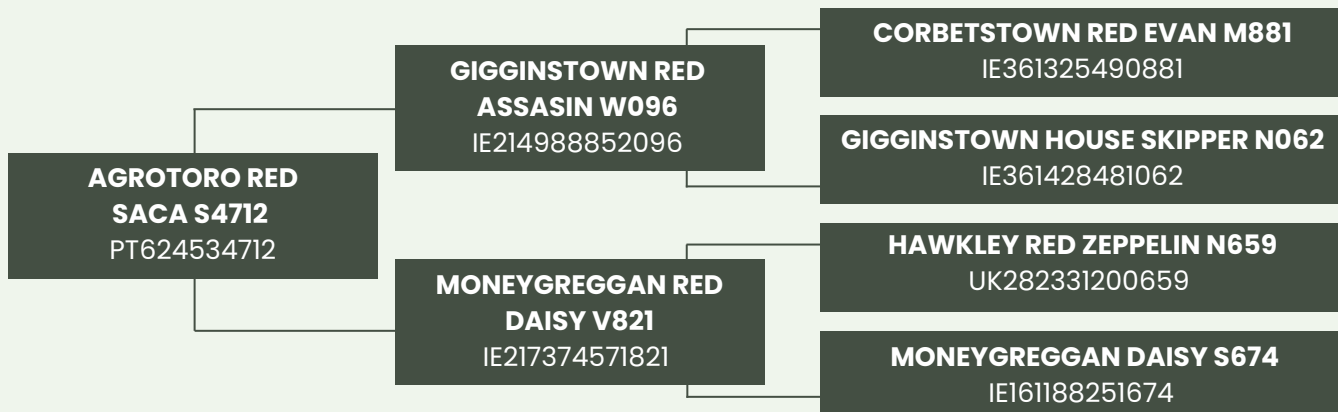 AGROTORO RED
SACA S4712
PT624534712
GIGGINSTOWN RED
ASSASIN W096
IE214988852096
MONEYGREGGAN RED
DAISY V821
IE217374571821
CORBETSTOWN RED EVAN M881
IE361325490881
GIGGINSTOWN HOUSE SKIPPER N062
IE361428481062
HAWKLEY RED ZEPPELIN N659
UK282331200659
MONEYGREGGAN DAISY S674
IE161188251674